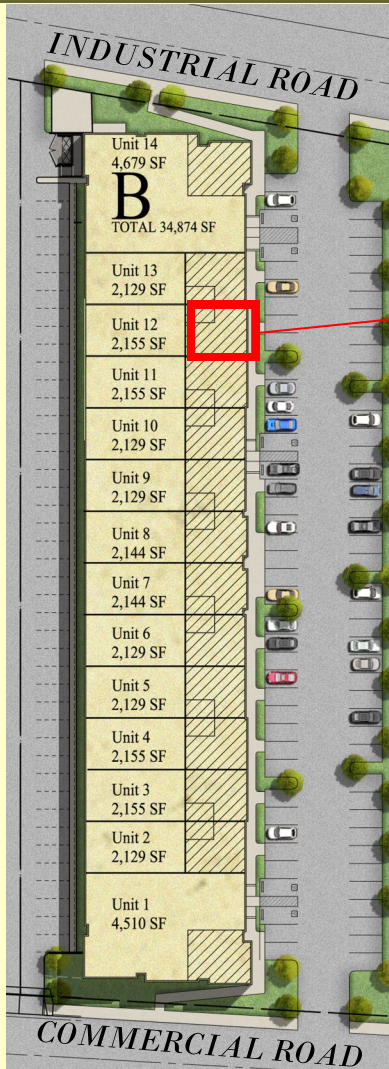 INDUSTRIAL ROAD
Unit 14
4,679 SF
B
TOTAL 34,874 SF
Unit 13
2,129 SF
Unit 12
2,155 SF
Unit 11
2,155 SF
Unit 10
2,129 SF
Unit 9
2,129 SF
Unit 8
2,144 SF
Unit 7
2,144 SF
Unit 6
2,129 SF
Unit 5
2,129 SF
Unit 4
2,155 SF
Unit 3
2,155 SF
Unit 2
2,129 SF
Unit 1
4,510 SF
COMMERCIAL ROAD